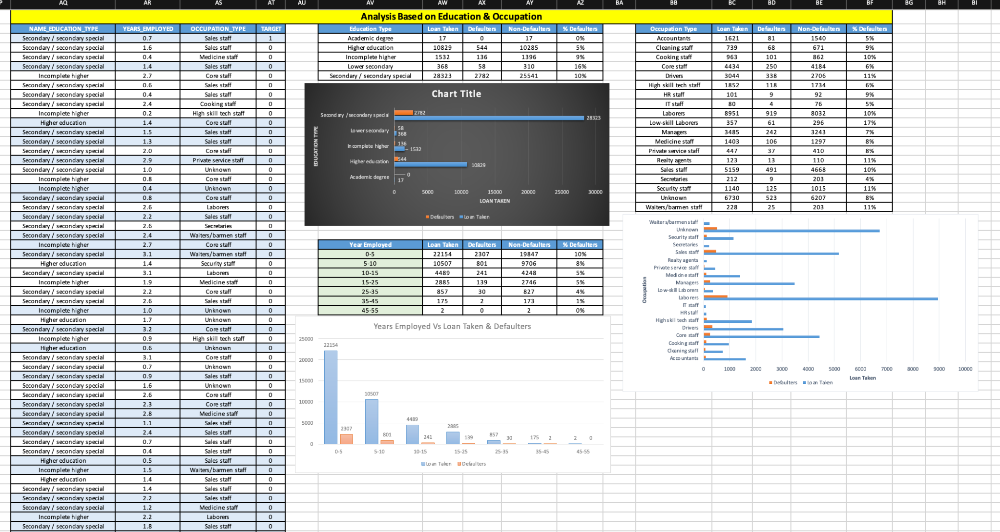 P AQ AR AS AT AU AV AW AX AY AZ BA BB BC BD BE BF BG BH BI
Analysis Based on Education & Occupation
NAME_EDUCATION_TYPE YEARS_EMPLOYED OCCUPATION_TYPE TARGET
Secondary / secondary special 0.7 Sales staff 1
Secondary / secondary special 1.6 Sales staff 0
Secondary / secondary special 0.4 Medicine staff 0
Secondary / secondary special 1.4 Sales staff 0
Incomplete higher 2.7 Core staff 0
Secondary / secondary special 0.6 Sales staff 0
Secondary / secondary special 0.4 Sales staff 0
Secondary / secondary special 2.4 Cooking staff 0
Incomplete higher 0.2 High skill tech staff 0
Higher education 1.4 Core staff 0
Secondary / secondary special 1.5 Sales staff 0
Secondary / secondary special 1.3 Sales staff 0
Secondary / secondary special 2.0 Core staff 0
Secondary / secondary special 2.9 Private service staff 0
Secondary / secondary special 1.0 Unknown 0
Incomplete higher 0.8 Core staff 0
Incomplete higher 0.4 Unknown 0
Secondary / secondary special 0.8 Core staff 0
Secondary / secondary special 2.6 Laborers 0
Secondary / secondary special 2.2 Sales staff 0
Secondary / secondary special 2.6 Secretaries 0
Secondary / secondary special 2.4 Waiters/barmen staff 0
Incomplete higher 2.7 Core staff 0
Secondary / secondary special 3.1 Waiters/barmen staff 0
Higher education 1.4 Security staff 0
Secondary / secondary special 3.1 Laborers 0
Incomplete higher 1.9 Medicine staff 0
Secondary / secondary special 2.2 Core staff 0
Secondary / secondary special 2.6 Sales staff 0
Incomplete higher 1.0 Unknown 0
Higher education 1.7 Unknown 0
Secondary / secondary special 3.2 Core staff 0
Incomplete higher 0.9 High skill tech staff 0
Higher education 0.6 Unknown 0
Secondary / secondary special 3.1 Core staff 0
Secondary / secondary special 0.7 Unknown 0
Secondary / secondary special 0.9 Sales staff 0
Secondary / secondary special 1.6 Unknown 0
Secondary / secondary special 2.6 Core staff 0
Secondary / secondary special 2.3 Core staff 0
Secondary / secondary special 2.8 Medicine staff 0
Secondary / secondary special 1.1 Sales staff 0
Secondary / secondary special 2.4 Sales staff 0
Secondary / secondary special 0.7 Sales staff 0
Secondary / secondary special 0.4 Sales staff 0
Higher education 0.5 Sales staff 0
Incomplete higher 1.5 Waiters/barmen staff 0
Higher education 1.4 Sales staff 0
Secondary / secondary special 1.4 Sales staff 0
Secondary / secondary special 2.2 Sales staff 0
Secondary / secondary special 1.2 Medicine staff 0
Incomplete higher 2.2 Laborers 0
Secondary / secondary special 1.8 Sales staff 0
Education Type Loan Taken Defaulters Non-Defaulters % Defaulters
Academic degree 17 0 17 0%
Higher education 10829 544 10285 5%
Incomplete higher 1532 136 1396 9%
Lower secondary 368 58 310 16%
Secondary / secondary special 28323 2782 25541 10%
Chart Title
EDUCATION TYPE
Secondary / secondary special 2782
28323
Lower secondary 58
368
Incomplete higher 136
1532
Higher education 544
10829
Academic degree 0
17
0 5000 10000 15000 20000 25000 30000
LOAN TAKEN
Defaulters Loan Taken
Year Employed Loan Taken Defaulters Non-Defaulters % Defaulters
0-5 22154 2307 19847 10%
5-10 10507 801 9706 8%
10-15 4489 241 4248 5%
15-25 2885 139 2746 5%
25-35 857 30 827 4%
35-45 175 2 173 1%
45-55 2 0 2 0%
Years Employed Vs Loan Taken & Defaulters
25000
20000
15000
10000
5000
0
22154 2307 10507 801 4489 241 2885 139 857 30 175 2 2 0
0-5 5-10 10-15 15-25 25-35 35-45 45-55
Loan Taken Defaulters
Occupation Type Loan Taken Defaulters Non-Defaulters % Defaulters
Accountants 1621 81 1540 5%
Cleaning staff 739 68 671 9%
Cooking staff 963 101 862 10%
Core staff 4434 250 4184 6%
Drivers 3044 338 2706 11%
High skill tech staff 1852 118 1734 6%
HR staff 101 9 92 9%
IT staff 80 4 76 5%
Laborers 8951 919 8032 10%
Low-skill Laborers 357 61 296 17%
Managers 3485 242 3243 7%
Medicine staff 1403 106 1297 8%
Private service staff 447 37 410 8%
Realty agents 123 13 110 11%
Sales staff 5159 491 4668 10%
Secretaries 212 9 203 4%
Security staff 1140 125 1015 11%
Unknown 6730 523 6207 8%
Waiters/barmen staff 228 25 203 11%
Occupation
Waiters/barmen staff
Unknown
Security staff
Secretaries
Sales staff
Realty agents
Private service staff
Medicine staff
Managers
Low-skill Laborers
Laborers
IT staff
HR staff
High skill tech staff
Drivers
Core staff
Cooking staff
Cleaning staff
Accountants
0 1000 2000 3000 4000 5000 6000 7000 8000 9000 10000
Loan Taken
Defaulters Loan Taken